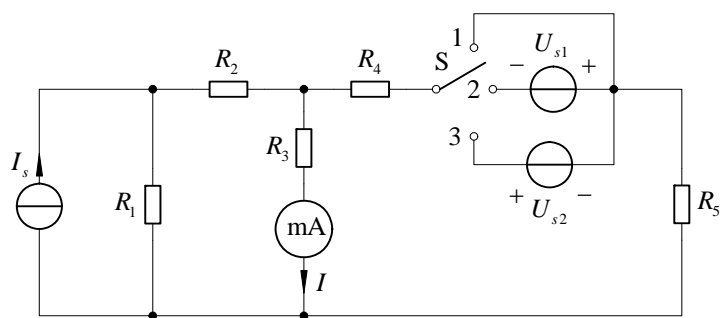 1
U_{s1}
S
R_2
R_4
− +
2
3
R_3
I_s
+ −
R_1
U_{s2}
R_5
mA
I